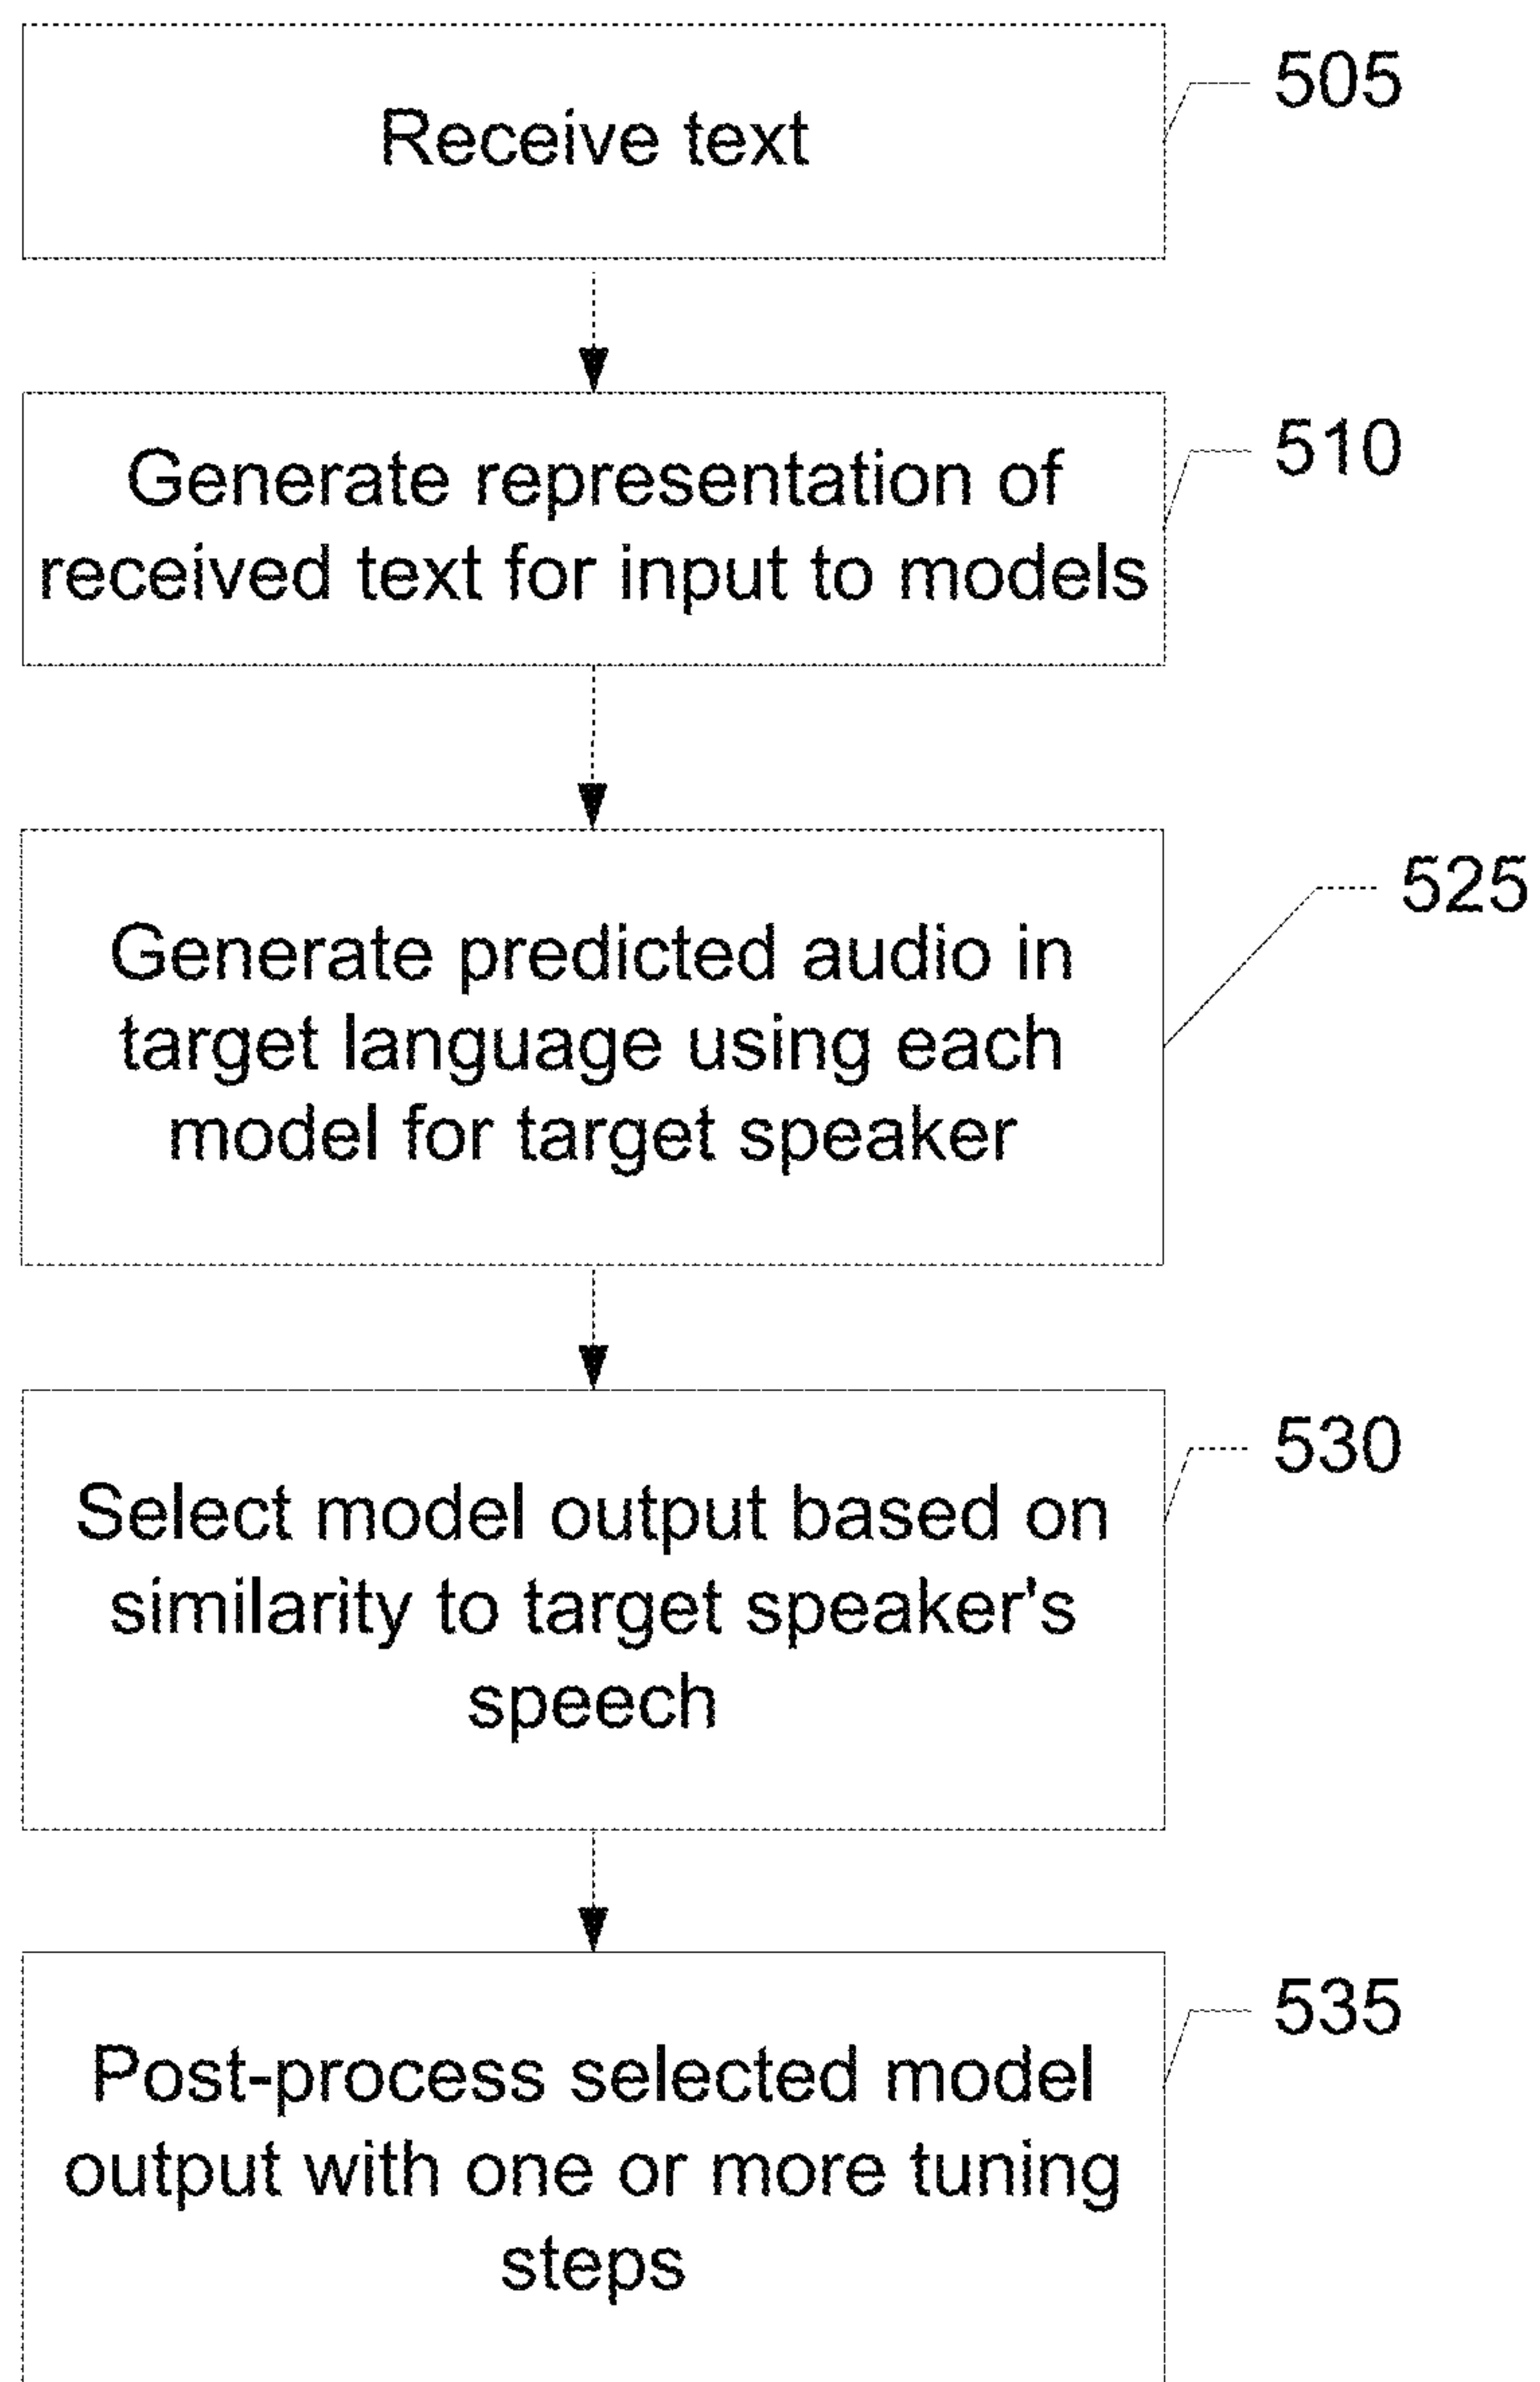 Receive text
505
Generate representation of
received text for input to models
510
Generate predicted audio in
target language using each
model for target speaker
525
Select model output based on
similarity to target speaker's
speech
530
Post-process selected model
output with one or more tuning
steps
535